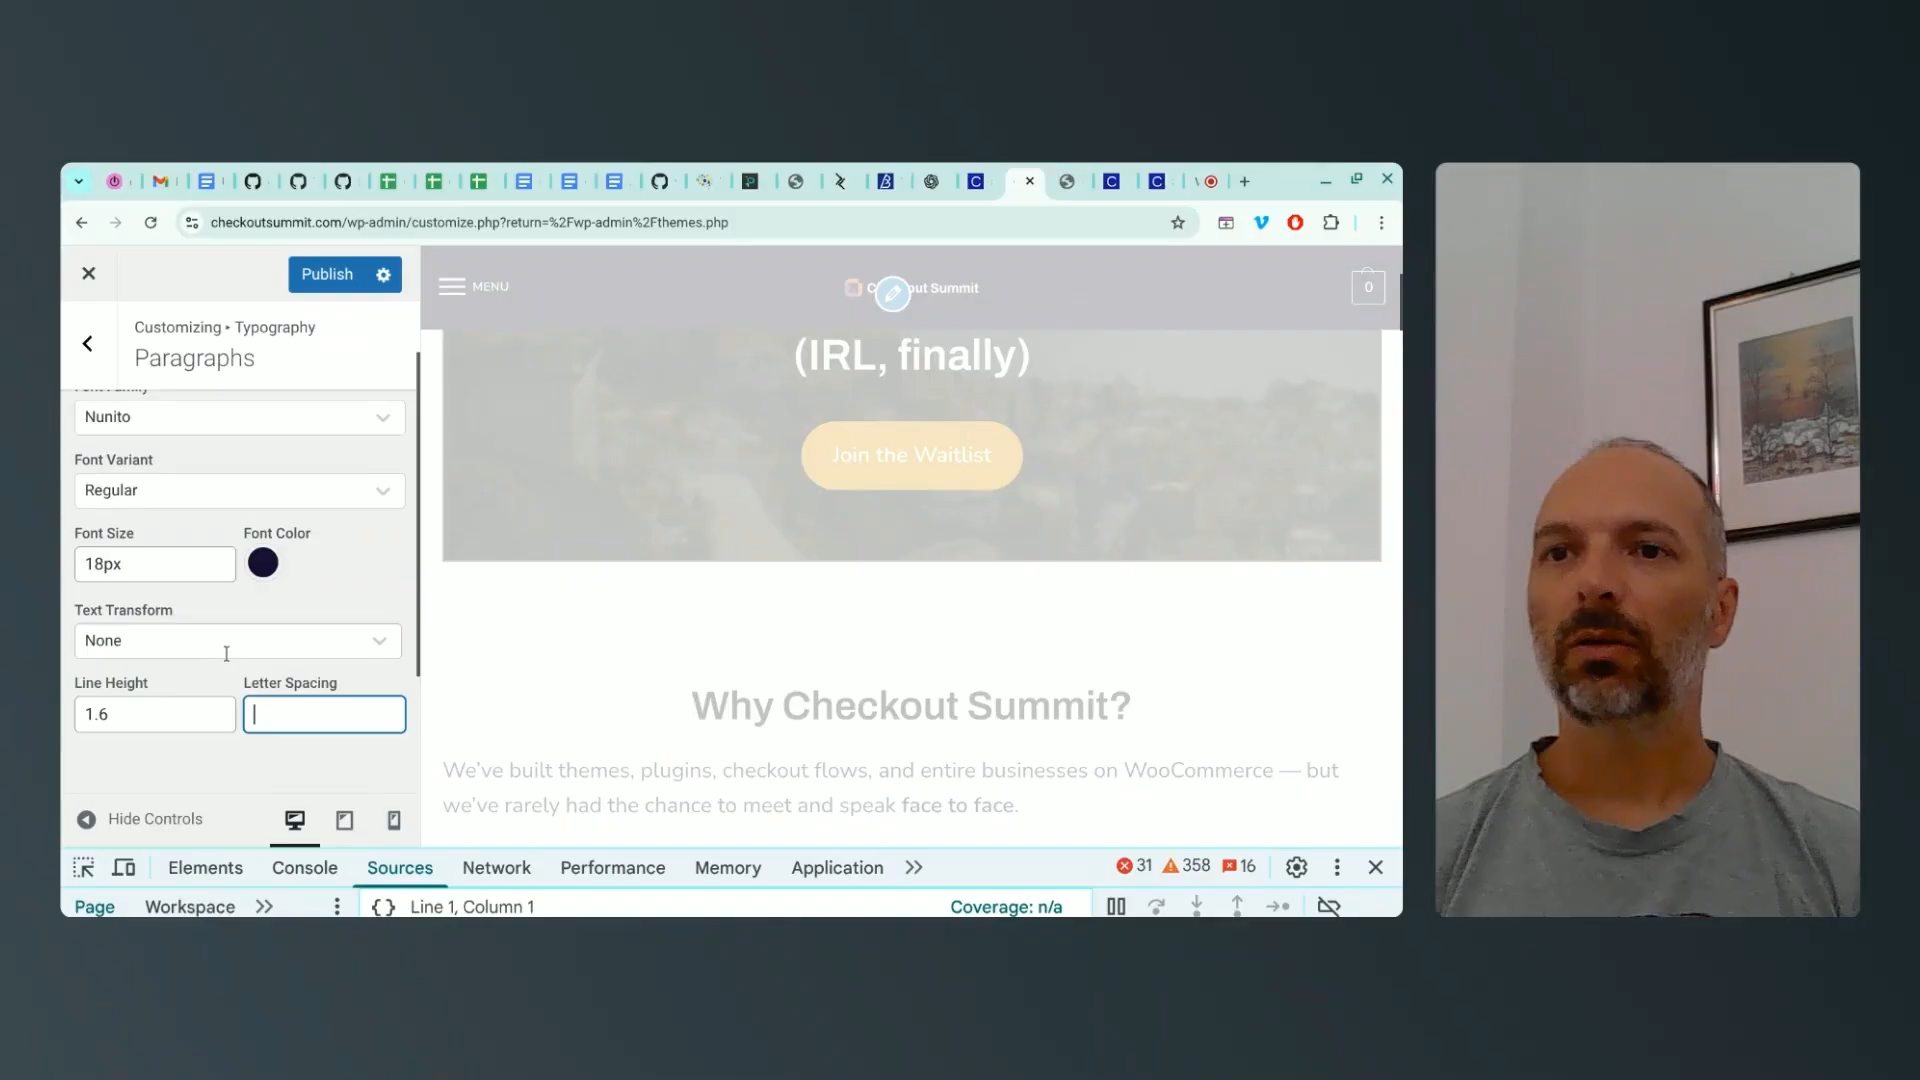 checkoutsummit.com/wp-admin/customize.php?return=%2Fwp-admin%2Fthemes.php
Publish
Customizing ▸ Typography
Paragraphs
Nunito
Font Variant
Regular
Font Size
Font Color
18px
Text Transform
None
Line Height
Letter Spacing
1.6
Hide Controls
MENU
0
(IRL, finally)
Join the Waitlist
Why Checkout Summit?
We've built themes, plugins, checkout flows, and entire businesses on WooCommerce — but
we've rarely had the chance to meet and speak face to face.
Elements Console Sources Network Performance Memory Application
31 358 16
Page Workspace
Line 1, Column 1
Coverage: n/a